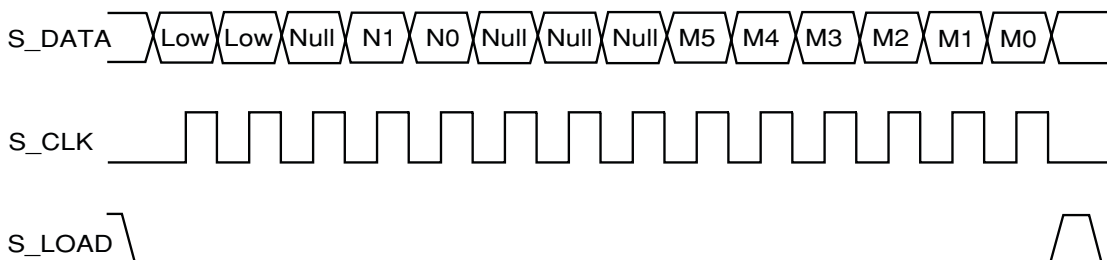 S_DATA Low Low Null N1 N0 Null Null Null M5 M4 M3 M2 M1 M0
S_CLK
S_LOAD